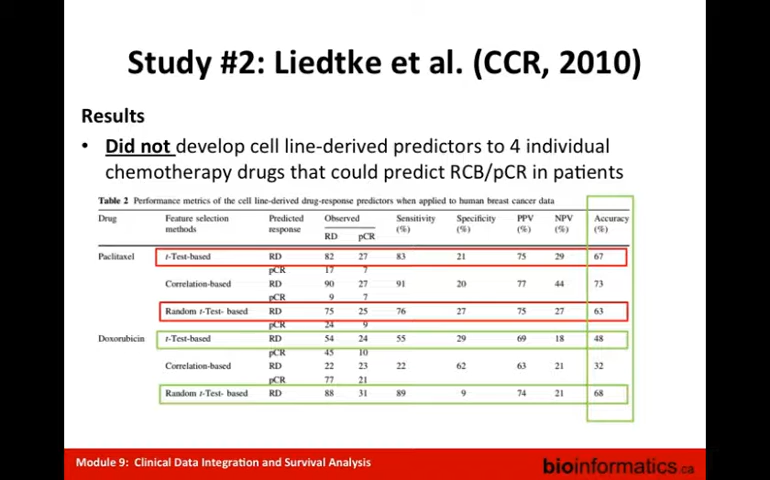 Study #2: Liedtke et al. (CCR, 2010)
Results
• Did not develop cell line-derived predictors to 4 individual
chemotherapy drugs that could predict RCB/pCR in patients
Table 2 Performance metrics of the cell line-derived drug-response predictors when applied to human breast cancer data
Drug Feature selection Predicted Observed Sensitivity Specificity PPV NPV Accuracy
methods response (%) (%) (%) (%) (%)
RD pCR
Paclitaxel t-Test-based RD 82 27 83 21 75 29 67
pCR 17 7
Correlation-based RD 90 27 91 20 77 44 73
pCR 9 7
Random t-Test- based RD 75 25 76 27 75 27 63
pCR 24 9
Doxorubicin t-Test-based RD 54 24 55 29 69 18 48
pCR 45 10
Correlation-based RD 22 23 22 62 63 21 32
pCR 77 21
Random t-Test- based RD 88 31 89 9 74 21 68
Module 9: Clinical Data Integration and Survival Analysis
bioinformatics.ca